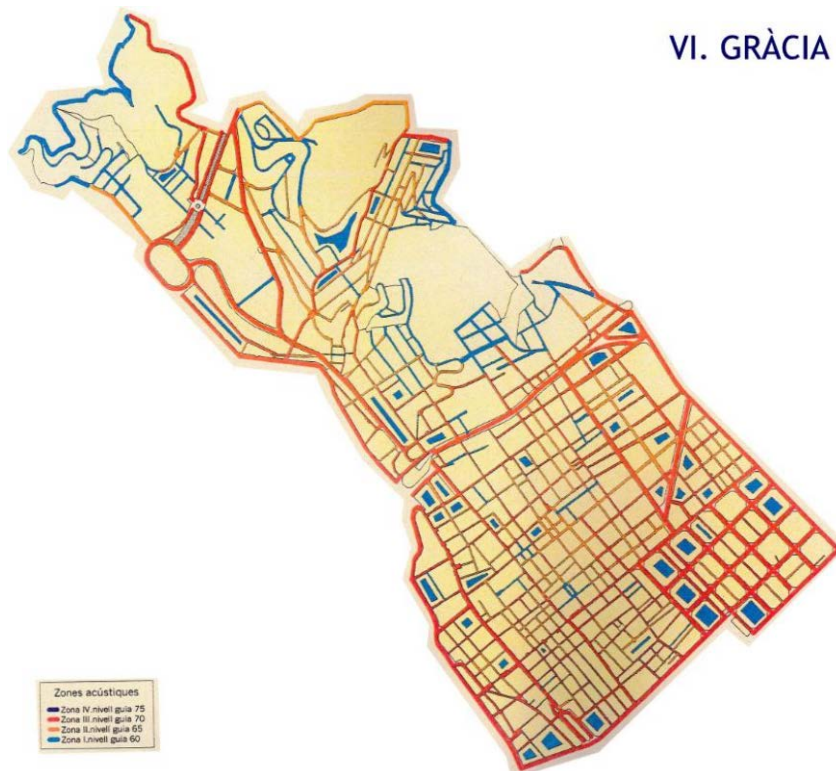 VI. GRÀCIA
Zones acústiques
Zona IV.nivell guia 75
Zona III.nivell guia 70
Zona II.nivell guia 65
Zona I.nivell guia 60